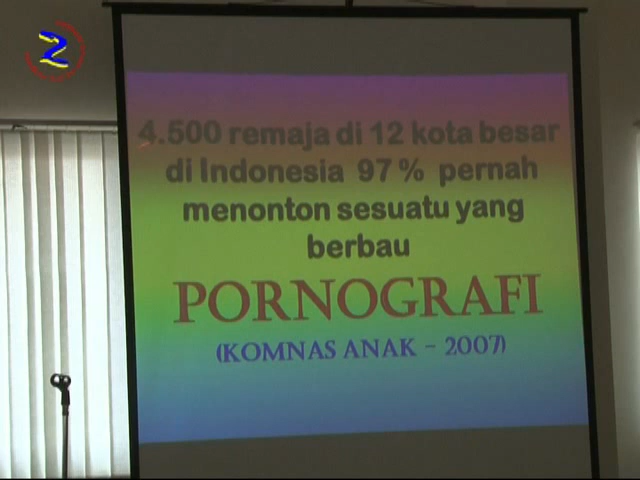 4.500 remaja di 12 kota besar
di Indonesia 97% pernah
menonton sesuatu yang
berbau
PORNOGRAFI
(KOMNAS ANAK - 2007)